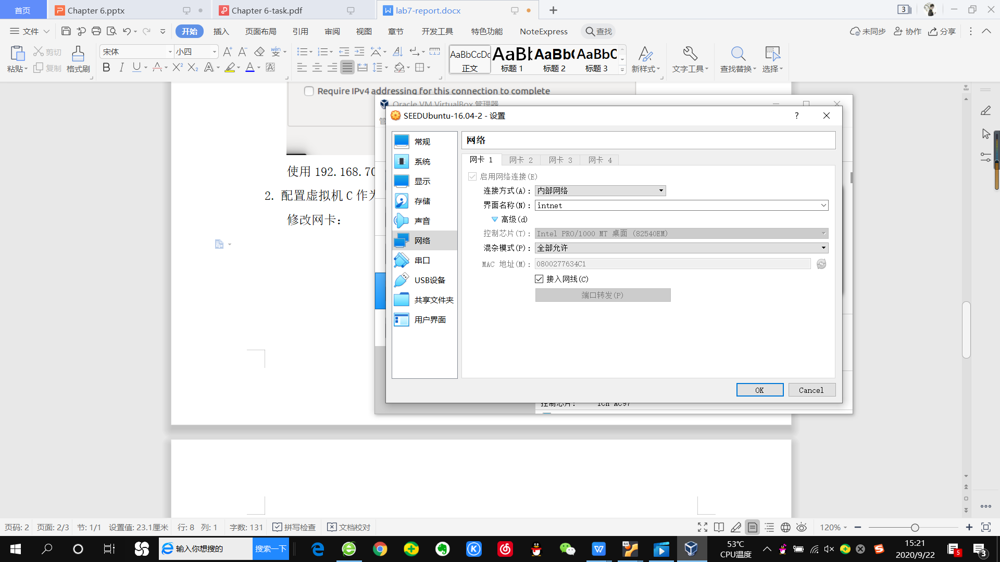 首页
Chapter 6.pptx
Chapter 6-task.pdf
lab7-report.docx
3
文件
开始
插入
页面布局
引用
审阅
视图
章节
开发工具
特色功能
NoteExpress
查找
未同步
协作
分享
粘贴
剪切
复制
格式刷
宋体
小四
AaBbCcDd
正文
AaBb
标题 1
AaBb(
标题 2
AaBbC
标题 3
新样式
文字工具
查找替换
选择
Require IPv4 addressing for this connection to complete
Oracle VM VirtualBox 管理器
SEEDUbuntu-16.04-2 - 设置
常规
系统
显示
存储
声音
网络
串口
USB设备
共享文件夹
用户界面
网络
网卡 1
网卡 2
网卡 3
网卡 4
启用网络连接(E)
连接方式(A)：
内部网络
界面名称(N)：
intnet
高级(d)
控制芯片(T)：
Intel PRO/1000 MT 桌面 (82540EM)
混杂模式(P)：
全部允许
MAC 地址(M)：
0800277634C1
接入网线(C)
端口转发(P)
OK
Cancel
控制芯片：
ICH AC97
使用 192.168.70
2. 配置虚拟机 C 作为
修改网卡：
页码: 2
页面: 2/3
节: 1/1
设置值: 23.1厘米
行: 8
列: 1
字数: 131
拼写检查
文档校对
120%
输入你想搜的
搜索一下
53℃
CPU温度
15:21
2020/9/22
5
3